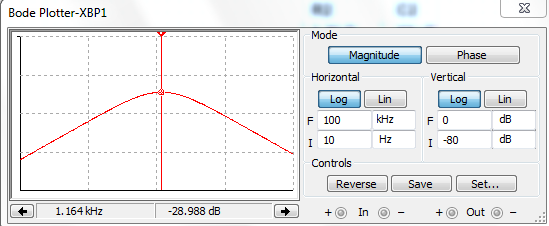 Bode Plotter-XBP1
Mode
Magnitude Phase
Horizontal Vertical
Log Lin Log Lin
F 100 kHz F 0 dB
I 10 Hz I -80 dB
Controls
Reverse Save Set...
1.164 kHz -28.988 dB
+ In − + Out −